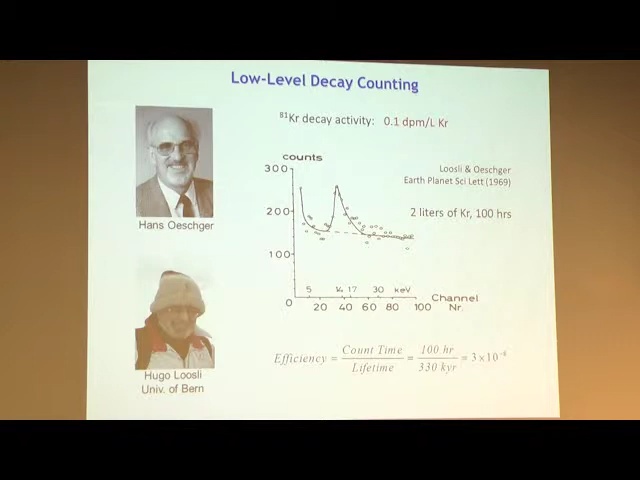 Low-Level Decay Counting
81Kr decay activity: 0.1 dpm/L Kr
Hans Oeschger
Loosli & Oeschger
Earth Planet Sci Lett (1969)
2 liters of Kr, 100 hrs
counts
300
200
100
0
5 14 17 30 keV
20 40 60 80 100
Channel
Nr.
Hugo Loosli
Univ. of Bern
Efficiency = Count Time / Lifetime = 100 hr / 330 kyr = 3×10-8